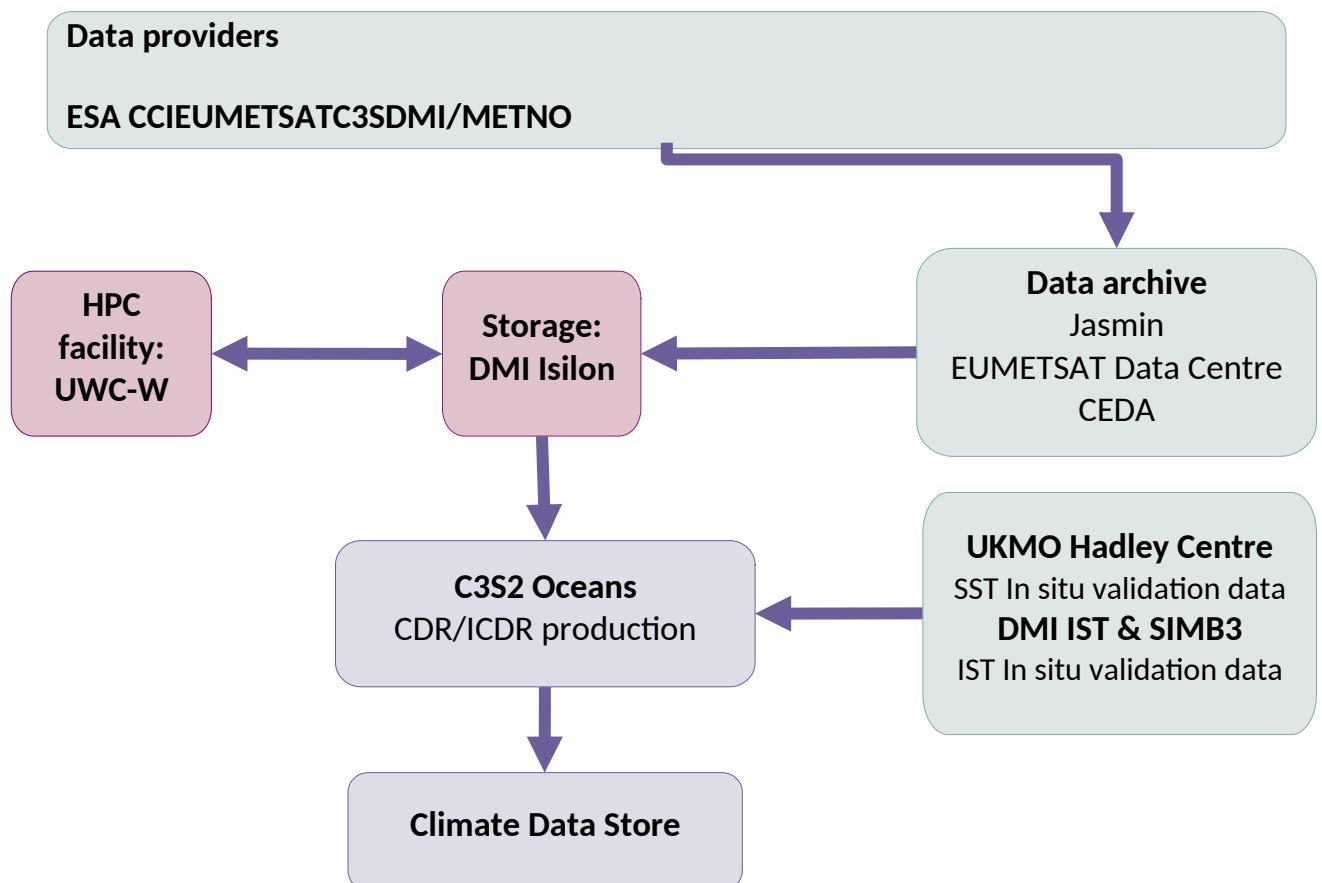 Data providers
ESA CCIEUMETSATC3SDMI/METNO
Data archive
Jasmin
EUMETSAT Data Centre
CEDA
HPC
facility:
UWC-W
Storage:
DMI Isilon
UKMO Hadley Centre
SST In situ validation data
DMI IST & SIMB3
IST In situ validation data
C3S2 Oceans
CDR/ICDR production
Climate Data Store